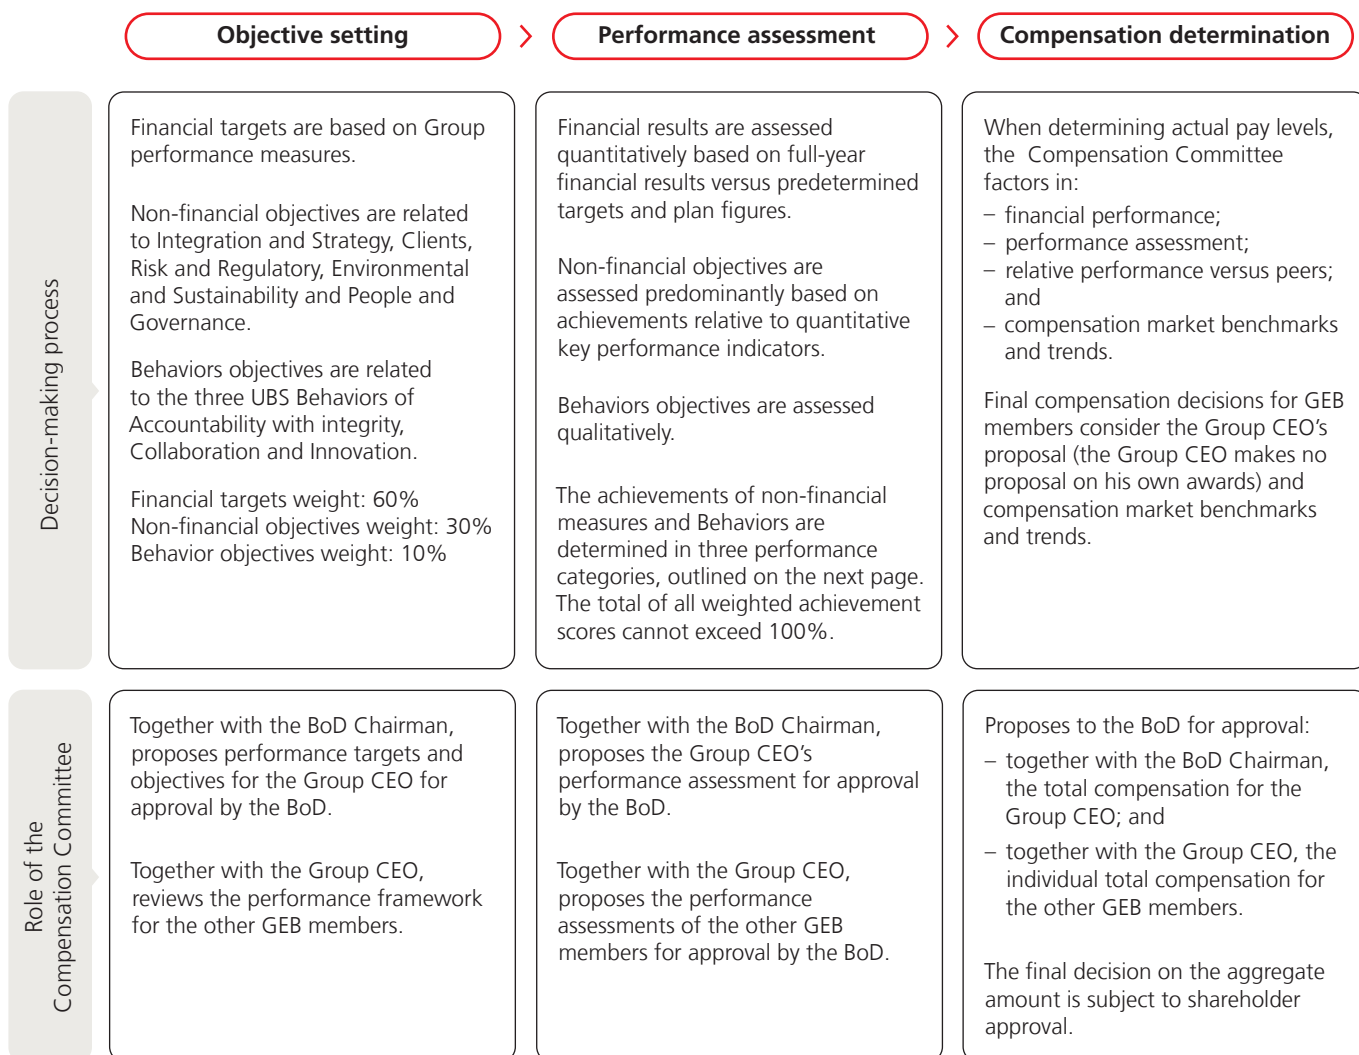 Objective setting
Performance assessment
Compensation determination
Decision-making process
Financial targets are based on Group
performance measures.
Non-financial objectives are related
to Integration and Strategy, Clients,
Risk and Regulatory, Environmental
and Sustainability and People and
Governance.
Behaviors objectives are related
to the three UBS Behaviors of
Accountability with integrity,
Collaboration and Innovation.
Financial targets weight: 60%
Non-financial objectives weight: 30%
Behavior objectives weight: 10%
Financial results are assessed
quantitatively based on full-year
financial results versus predetermined
targets and plan figures.
Non-financial objectives are
assessed predominantly based on
achievements relative to quantitative
key performance indicators.
Behaviors objectives are assessed
qualitatively.
The achievements of non-financial
measures and Behaviors are
determined in three performance
categories, outlined on the next page.
The total of all weighted achievement
scores cannot exceed 100%.
When determining actual pay levels,
the Compensation Committee
factors in:
– financial performance;
– performance assessment;
– relative performance versus peers;
and
– compensation market benchmarks
and trends.
Final compensation decisions for GEB
members consider the Group CEO's
proposal (the Group CEO makes no
proposal on his own awards) and
compensation market benchmarks
and trends.
Role of the
Compensation Committee
Together with the BoD Chairman,
proposes performance targets and
objectives for the Group CEO for
approval by the BoD.
Together with the Group CEO,
reviews the performance framework
for the other GEB members.
Together with the BoD Chairman,
proposes the Group CEO's
performance assessment for approval
by the BoD.
Together with the Group CEO,
proposes the performance
assessments of the other GEB
members for approval by the BoD.
Proposes to the BoD for approval:
– together with the BoD Chairman,
the total compensation for the
Group CEO; and
– together with the Group CEO, the
individual total compensation for
the other GEB members.
The final decision on the aggregate
amount is subject to shareholder
approval.